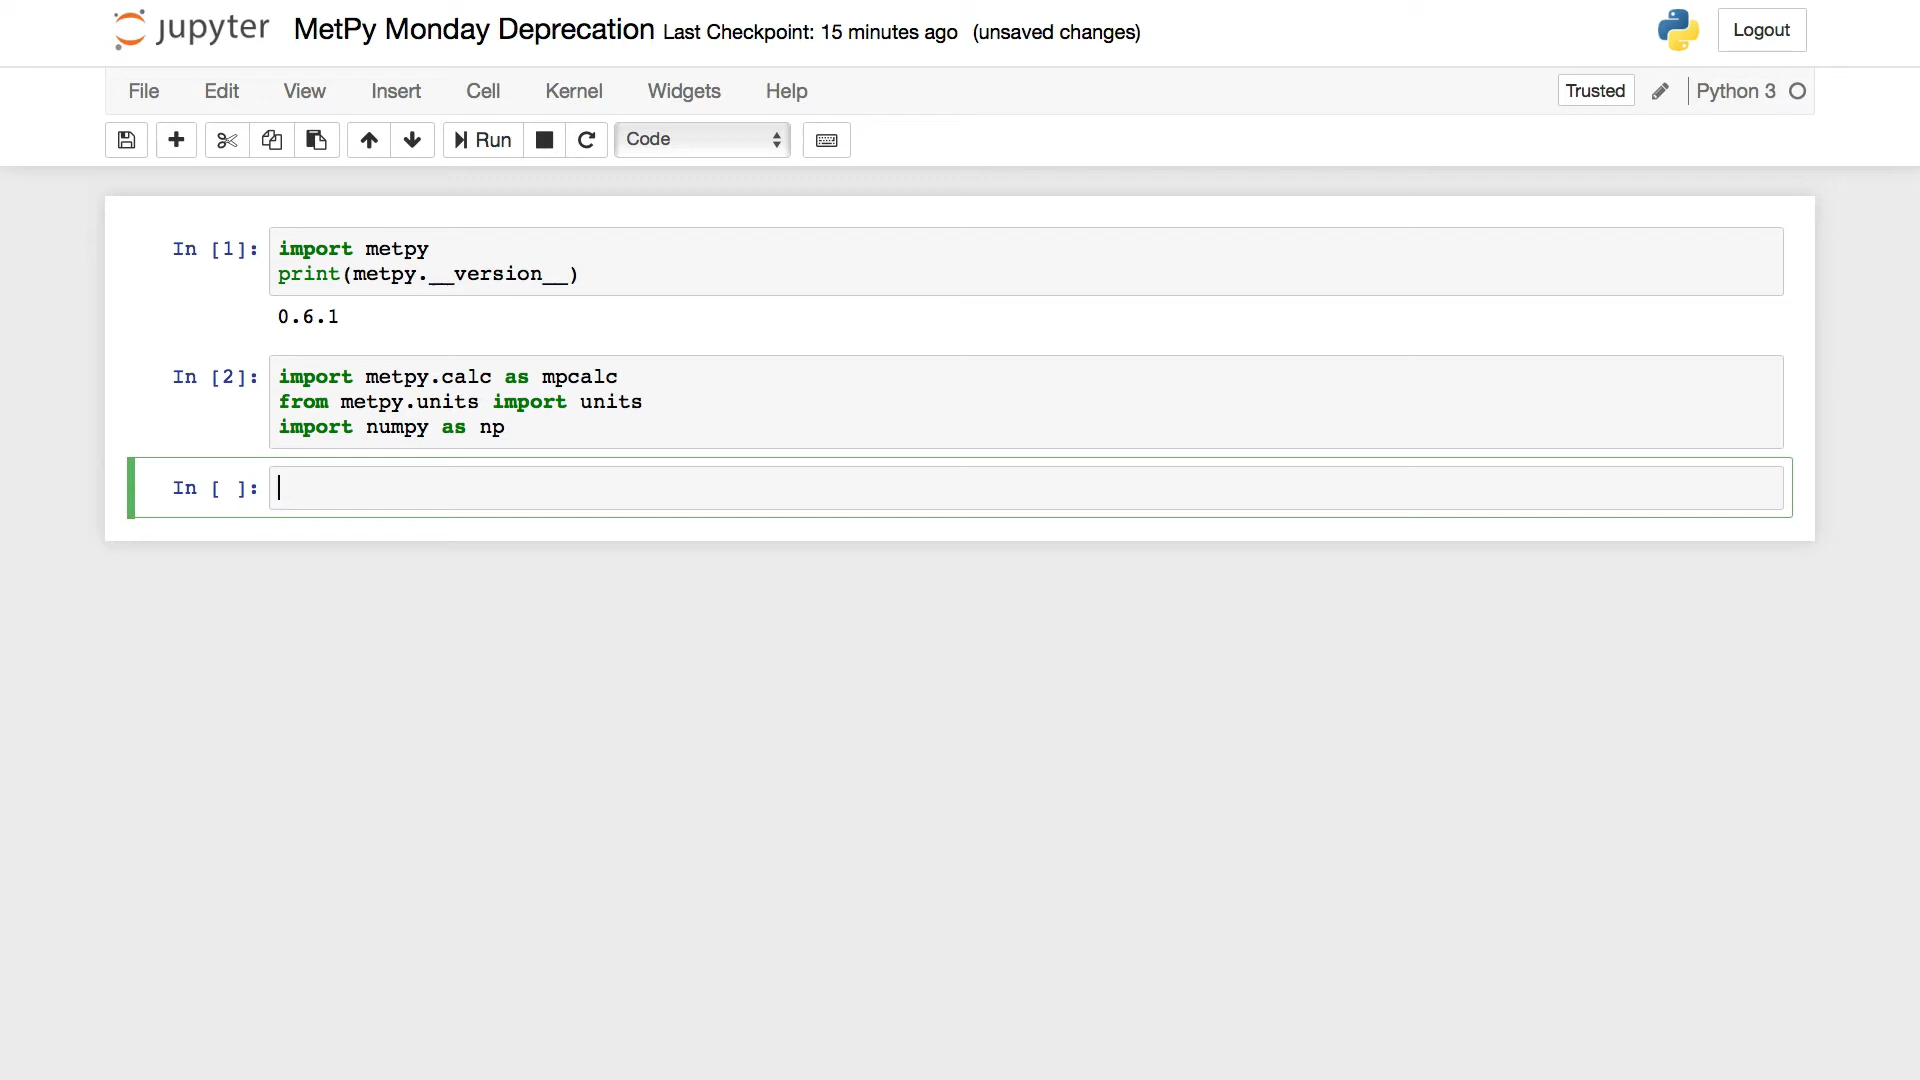 jupyter MetPy Monday Deprecation Last Checkpoint: 15 minutes ago (unsaved changes) Logout
File Edit View Insert Cell Kernel Widgets Help Trusted Python 3
Run Code
In [1]: import metpy
print(metpy.__version__)
0.6.1
In [2]: import metpy.calc as mpcalc
from metpy.units import units
import numpy as np
In [ ]: